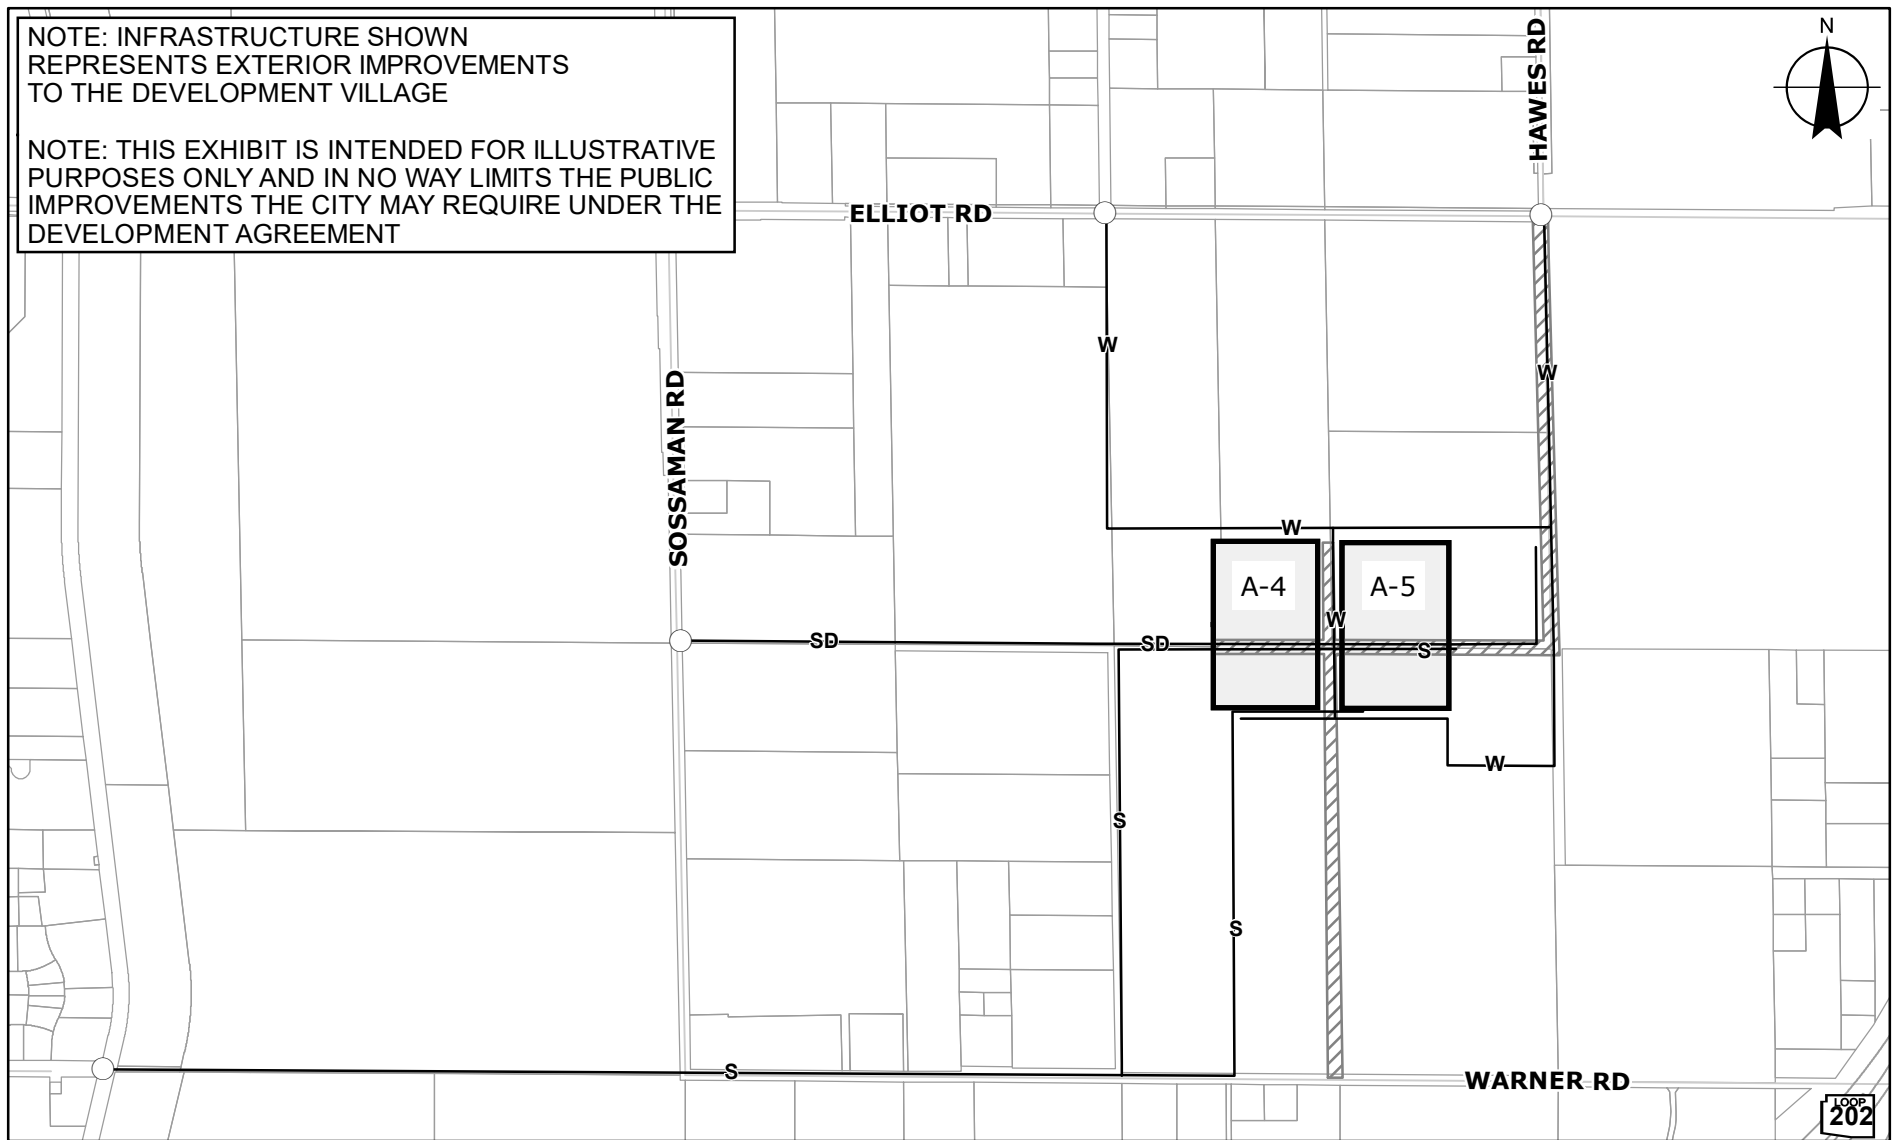 NOTE: INFRASTRUCTURE SHOWN
REPRESENTS EXTERIOR IMPROVEMENTS
TO THE DEVELOPMENT VILLAGE
NOTE: THIS EXHIBIT IS INTENDED FOR ILLUSTRATIVE
PURPOSES ONLY AND IN NO WAY LIMITS THE PUBLIC
IMPROVEMENTS THE CITY MAY REQUIRE UNDER THE
DEVELOPMENT AGREEMENT
N
HAWES RD
ELLIOT RD
W
W
SOSSAMAN RD
W
A-4
A-5
W
SD
SD
S
W
S
S
S
WARNER RD
LOOP
202